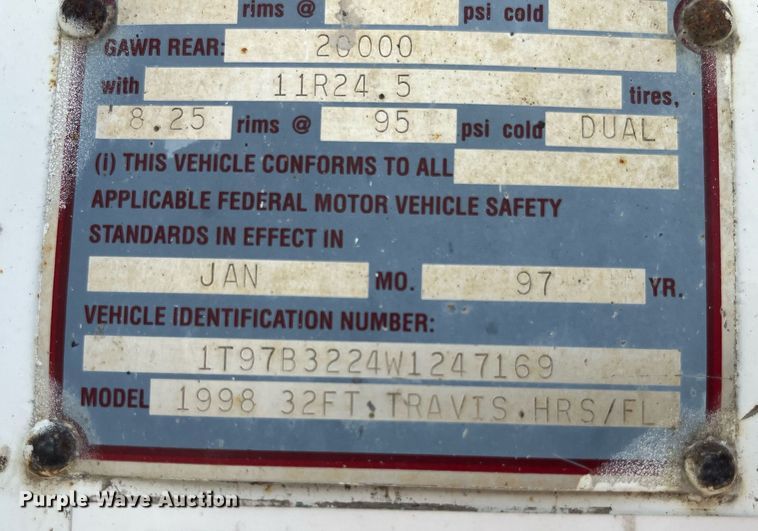 rims @ psi cold
GAWR REAR: 20000
with 11R24.5 tires,
8.25 rims @ 95 psi cold DUAL
(i) THIS VEHICLE CONFORMS TO ALL
APPLICABLE FEDERAL MOTOR VEHICLE SAFETY
STANDARDS IN EFFECT IN
JAN MO. 97 YR.
VEHICLE IDENTIFICATION NUMBER:
1T97B3224W1247169
MODEL 1998 32FT.TRAVIS.HRS/FL
Purple Wave Auction